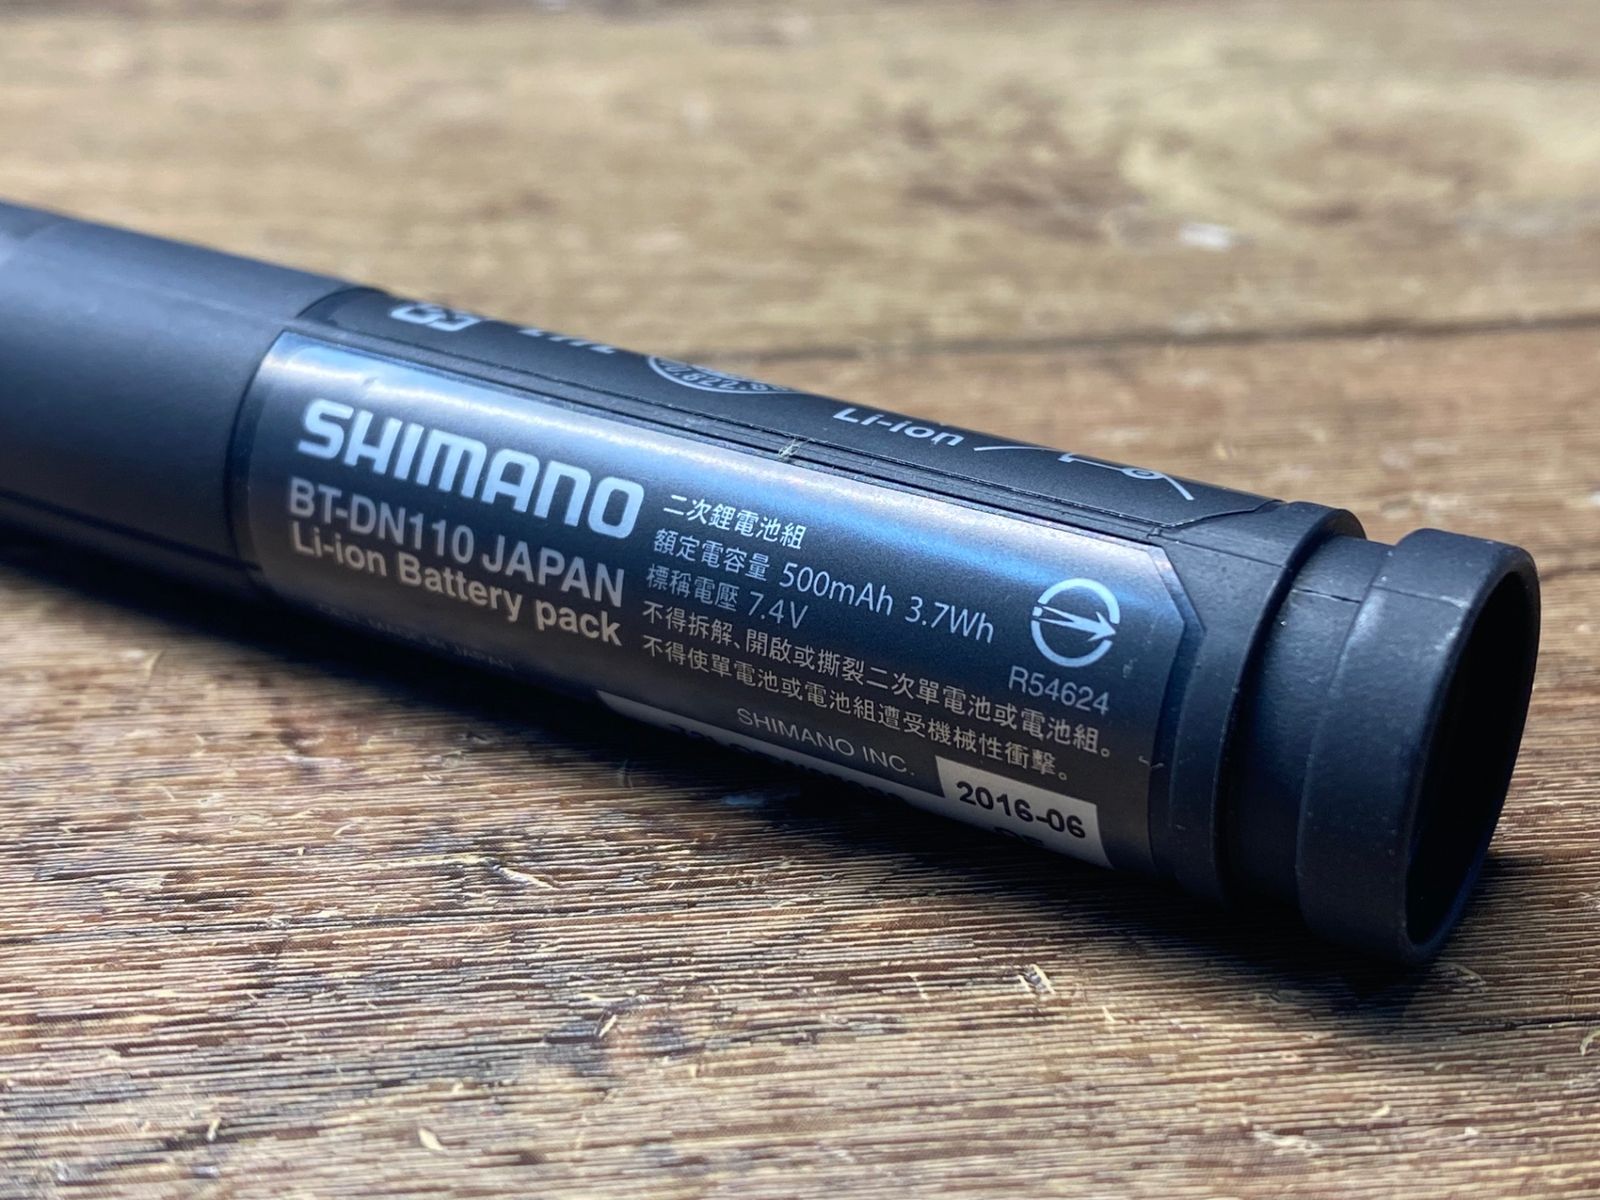 Li-ion
SHIMANO
BT-DN110 JAPAN
Li-ion Battery pack
二次鋰電池組
額定電容量 500mAh 3.7Wh
標稱電壓 7.4V
不得拆解、開啟或撕裂二次單電池或電池組。
不得使單電池或電池組遭受機械性衝擊。
R54624
SHIMANO INC.
2016-06